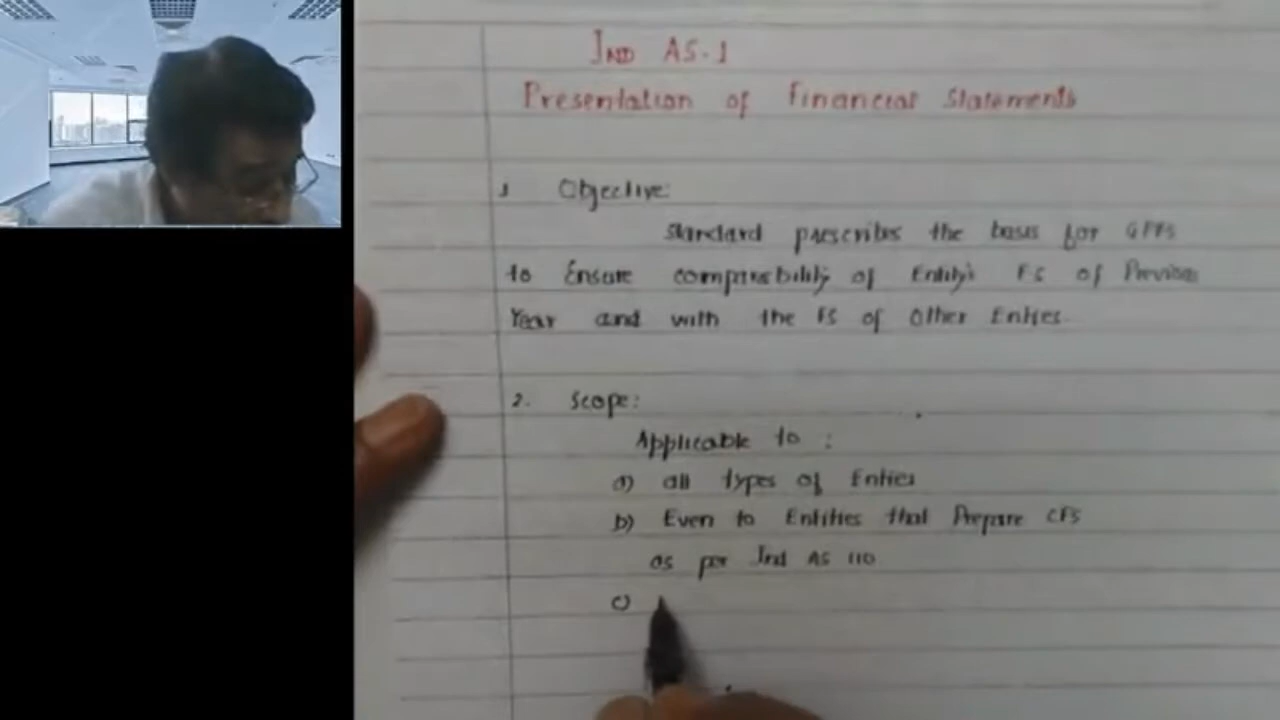 IND AS-1
Presentation of Financial Statements
1 Objective:
Standard prescribes the basis for GPFS
to Ensure comparability of Entity's FS of Previous
Year and with the FS of Other Enties.
2. Scope:
Applicable to :
a) all types of Enties
b) Even to Entities that Prepare CFS
as per Ind AS 110
c)